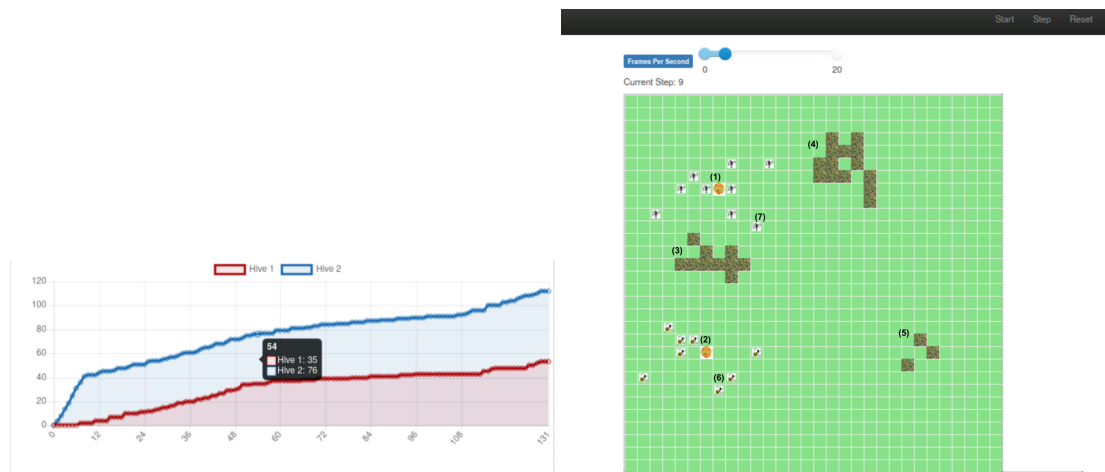 Start Step Reset
Frames Per Second
0 20
Current Step: 9
(4)
(1)
(7)
(3)
(2)
(5)
(6)
Hive 1 Hive 2
120
100
80
60
40
20
0
54
Hive 1: 35
Hive 2: 76
0 12 24 36 48 60 72 84 96 108 131